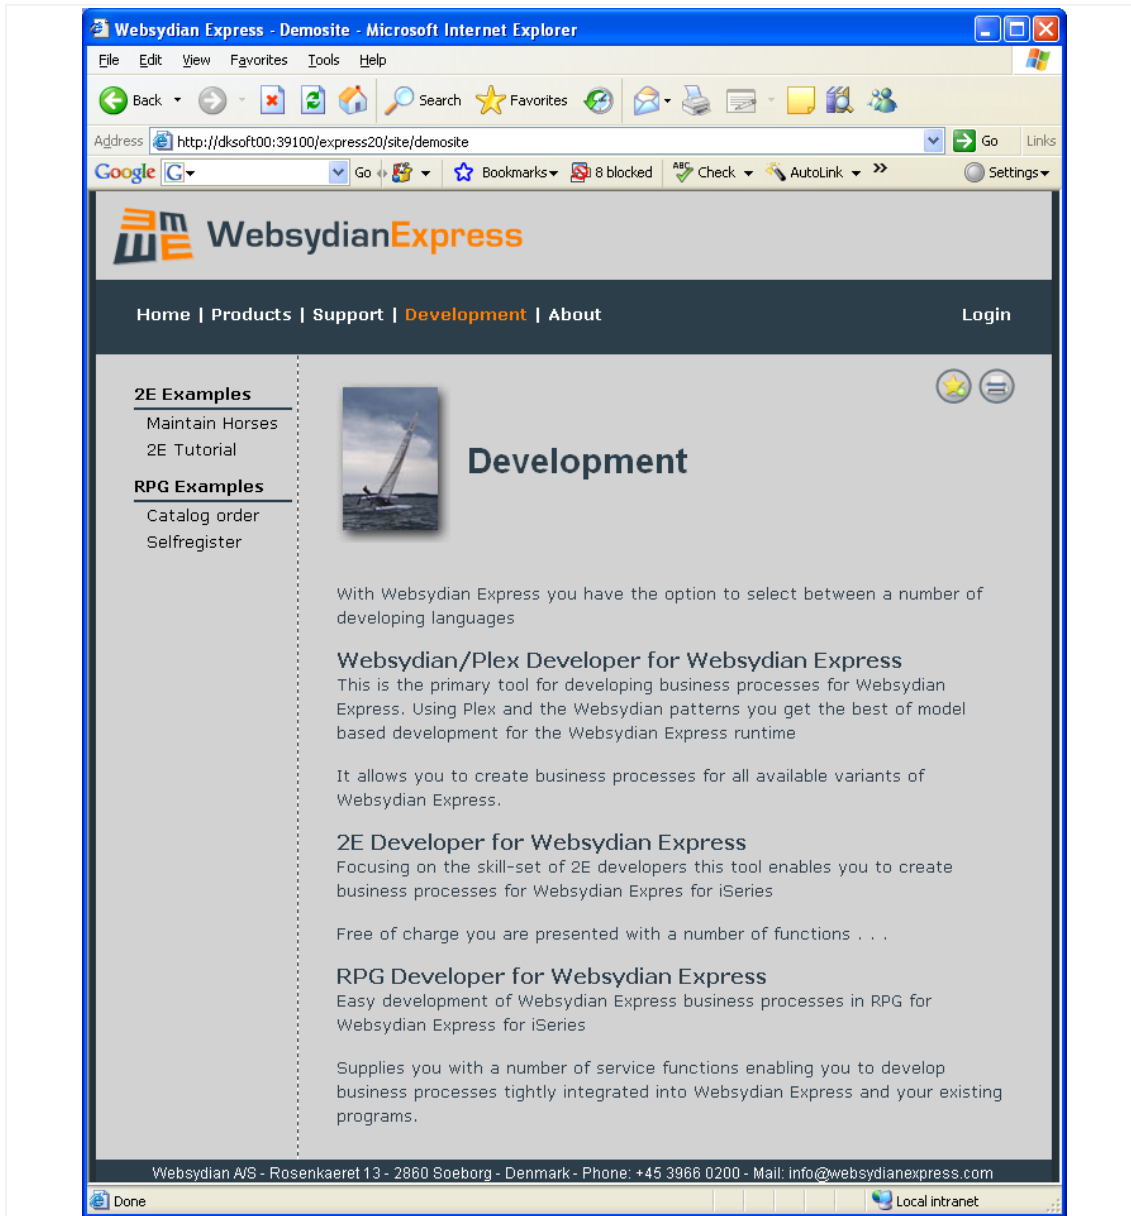 Websydian Express - Demosite - Microsoft Internet Explorer
File Edit View Favorites Tools Help
Back Search Favorites
Address http://dksoft00:39100/express20/site/demosite Go Links
Google G Go Bookmarks 8 blocked ABC Check AutoLink >> Settings
WebsydianExpress
Home | Products | Support | Development | About Login
2E Examples
Maintain Horses
2E Tutorial
RPG Examples
Catalog order
Selfregister
Development
With Websydian Express you have the option to select between a number of
developing languages
Websydian/Plex Developer for Websydian Express
This is the primary tool for developing business processes for Websydian
Express. Using Plex and the Websydian patterns you get the best of model
based development for the Websydian Express runtime
It allows you to create business processes for all available variants of
Websydian Express.
2E Developer for Websydian Express
Focusing on the skill-set of 2E developers this tool enables you to create
business processes for Websydian Expres for iSeries
Free of charge you are presented with a number of functions . . .
RPG Developer for Websydian Express
Easy development of Websydian Express business processes in RPG for
Websydian Express for iSeries
Supplies you with a number of service functions enabling you to develop
business processes tightly integrated into Websydian Express and your existing
programs.
Websydian A/S - Rosenkaeret 13 - 2860 Soeborg - Denmark - Phone: +45 3966 0200 - Mail: info@websydianexpress.com
Done Local intranet